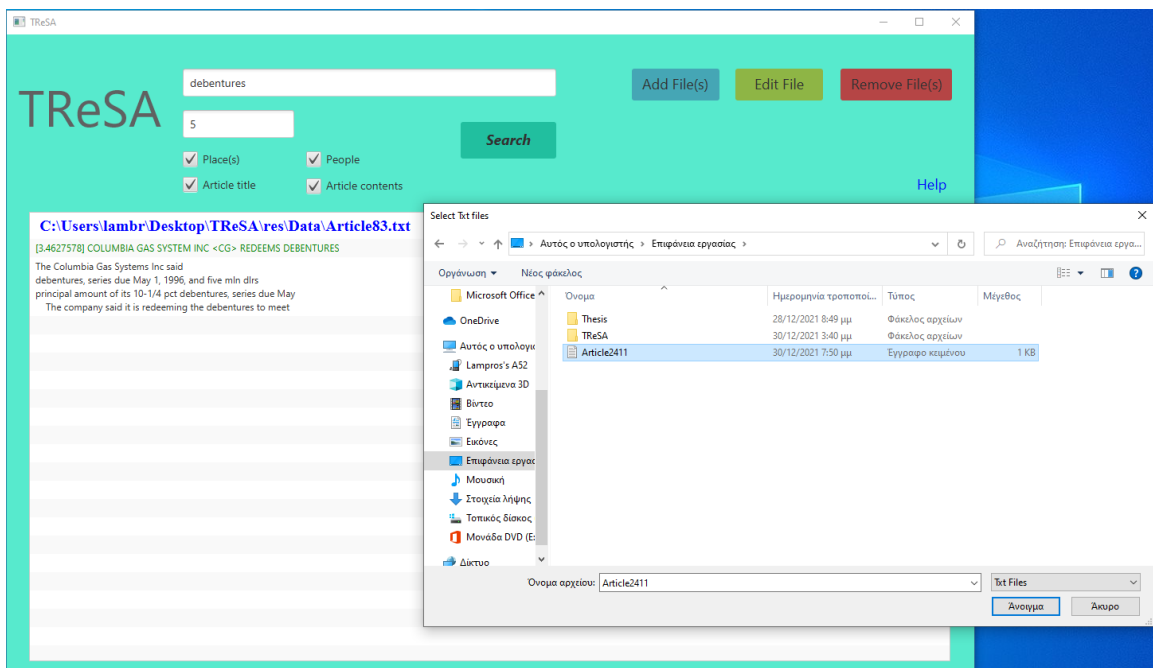 TReSA
TReSA
debentures
5
Add File(s)
Edit File
Remove File(s)
Search
Place(s)
People
Article title
Article contents
Help
C:\Users\lambr\Desktop\TReSA\res\Data\Article83.txt
[3.4627578] COLUMBIA GAS SYSTEM INC <CG> REDEEMS DEBENTURES
The Columbia Gas Systems Inc said
debentures, series due May 1, 1996, and five mln dlrs
principal amount of its 10-1/4 pct debentures, series due May
The company said it is redeeming the debentures to meet
Select Txt files
Αυτός ο υπολογιστής › Επιφάνεια εργασίας ›
Αναζήτηση: Επιφάνεια εργα...
Οργάνωση
Νέος φάκελος
Microsoft Office
OneDrive
Αυτός ο υπολογι
Lampros's A52
Αντικείμενα 3D
Βίντεο
Έγγραφα
Εικόνες
Επιφάνεια εργασ
Μουσική
Στοιχεία λήψης
Τοπικός δίσκος
Μονάδα DVD (E:
Δίκτυο
Όνομα
Ημερομηνία τροποποί...
Τύπος
Μέγεθος
Thesis 28/12/2021 8:49 μμ Φάκελος αρχείων
TReSA 30/12/2021 3:40 μμ Φάκελος αρχείων
Article2411 30/12/2021 7:50 μμ Έγγραφο κειμένου 1 KB
Όνομα αρχείου: Article2411
Txt Files
Άνοιγμα
Άκυρο